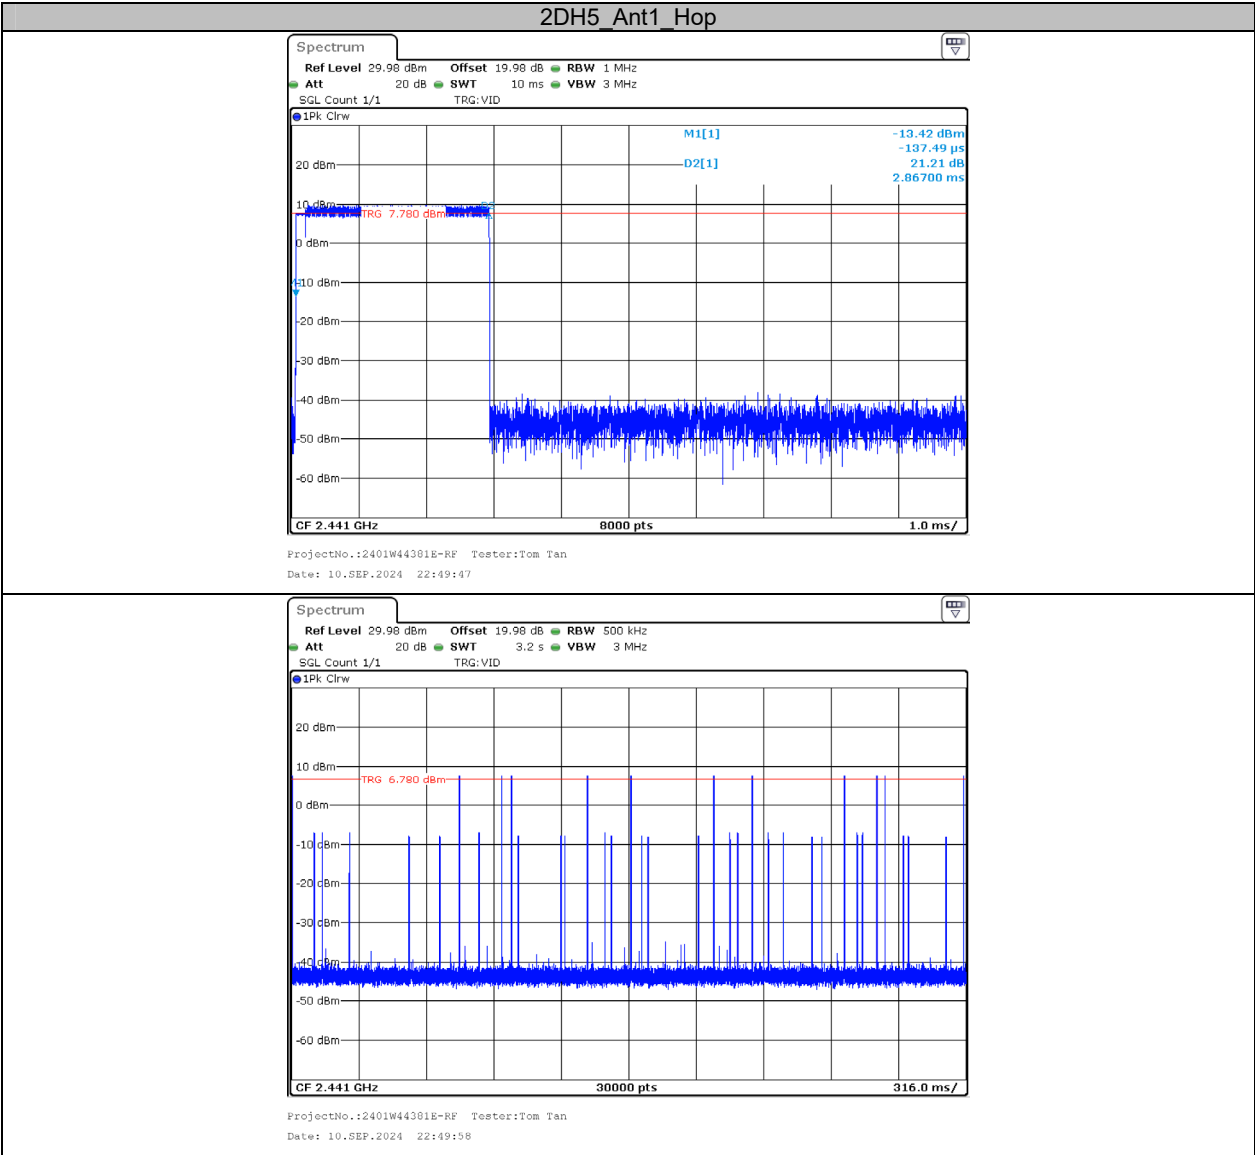 2DH5_Ant1_Hop
Spectrum
Ref Level 29.98 dBm Offset 19.98 dB RBW 1 MHz
Att 20 dB SWT 10 ms VBW 3 MHz
SGL Count 1/1 TRG:VID
1Pk Clrw
M1[1] -13.42 dBm
-137.49 µs
20 dBm D2[1] 21.21 dB
2.86700 ms
10 dBm
TRG 7.780 dBm
0 dBm
-10 dBm
-20 dBm
-30 dBm
-40 dBm
-50 dBm
-60 dBm
CF 2.441 GHz 8000 pts 1.0 ms/
ProjectNo.:2401W44381E-RF Tester:Tom Tan
Date: 10.SEP.2024 22:49:47
Spectrum
Ref Level 29.98 dBm Offset 19.98 dB RBW 500 kHz
Att 20 dB SWT 3.2 s VBW 3 MHz
SGL Count 1/1 TRG:VID
1Pk Clrw
20 dBm
10 dBm
TRG 6.780 dBm
0 dBm
-10 dBm
-20 dBm
-30 dBm
-40 dBm
-50 dBm
-60 dBm
CF 2.441 GHz 30000 pts 316.0 ms/
ProjectNo.:2401W44381E-RF Tester:Tom Tan
Date: 10.SEP.2024 22:49:58